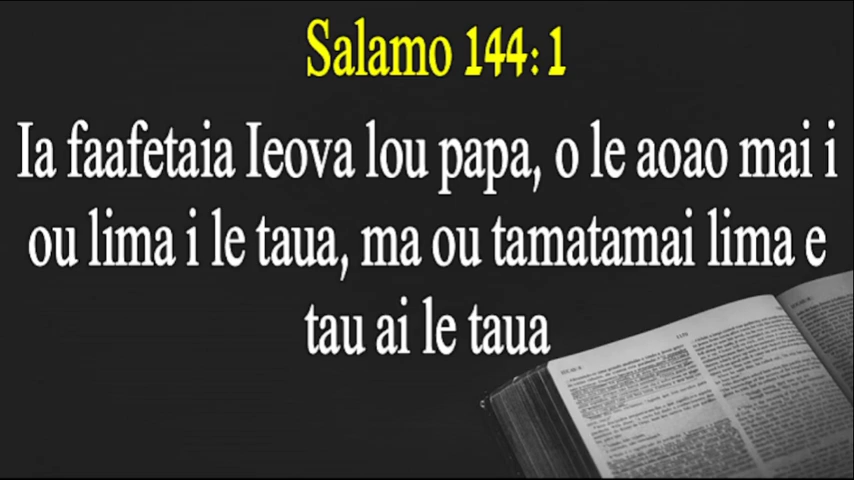 Salamo 144:1
Ia faafetaia Ieova lou papa, o le aoao mai i
ou lima i le taua, ma ou tamatamai lima e
tau ai le taua